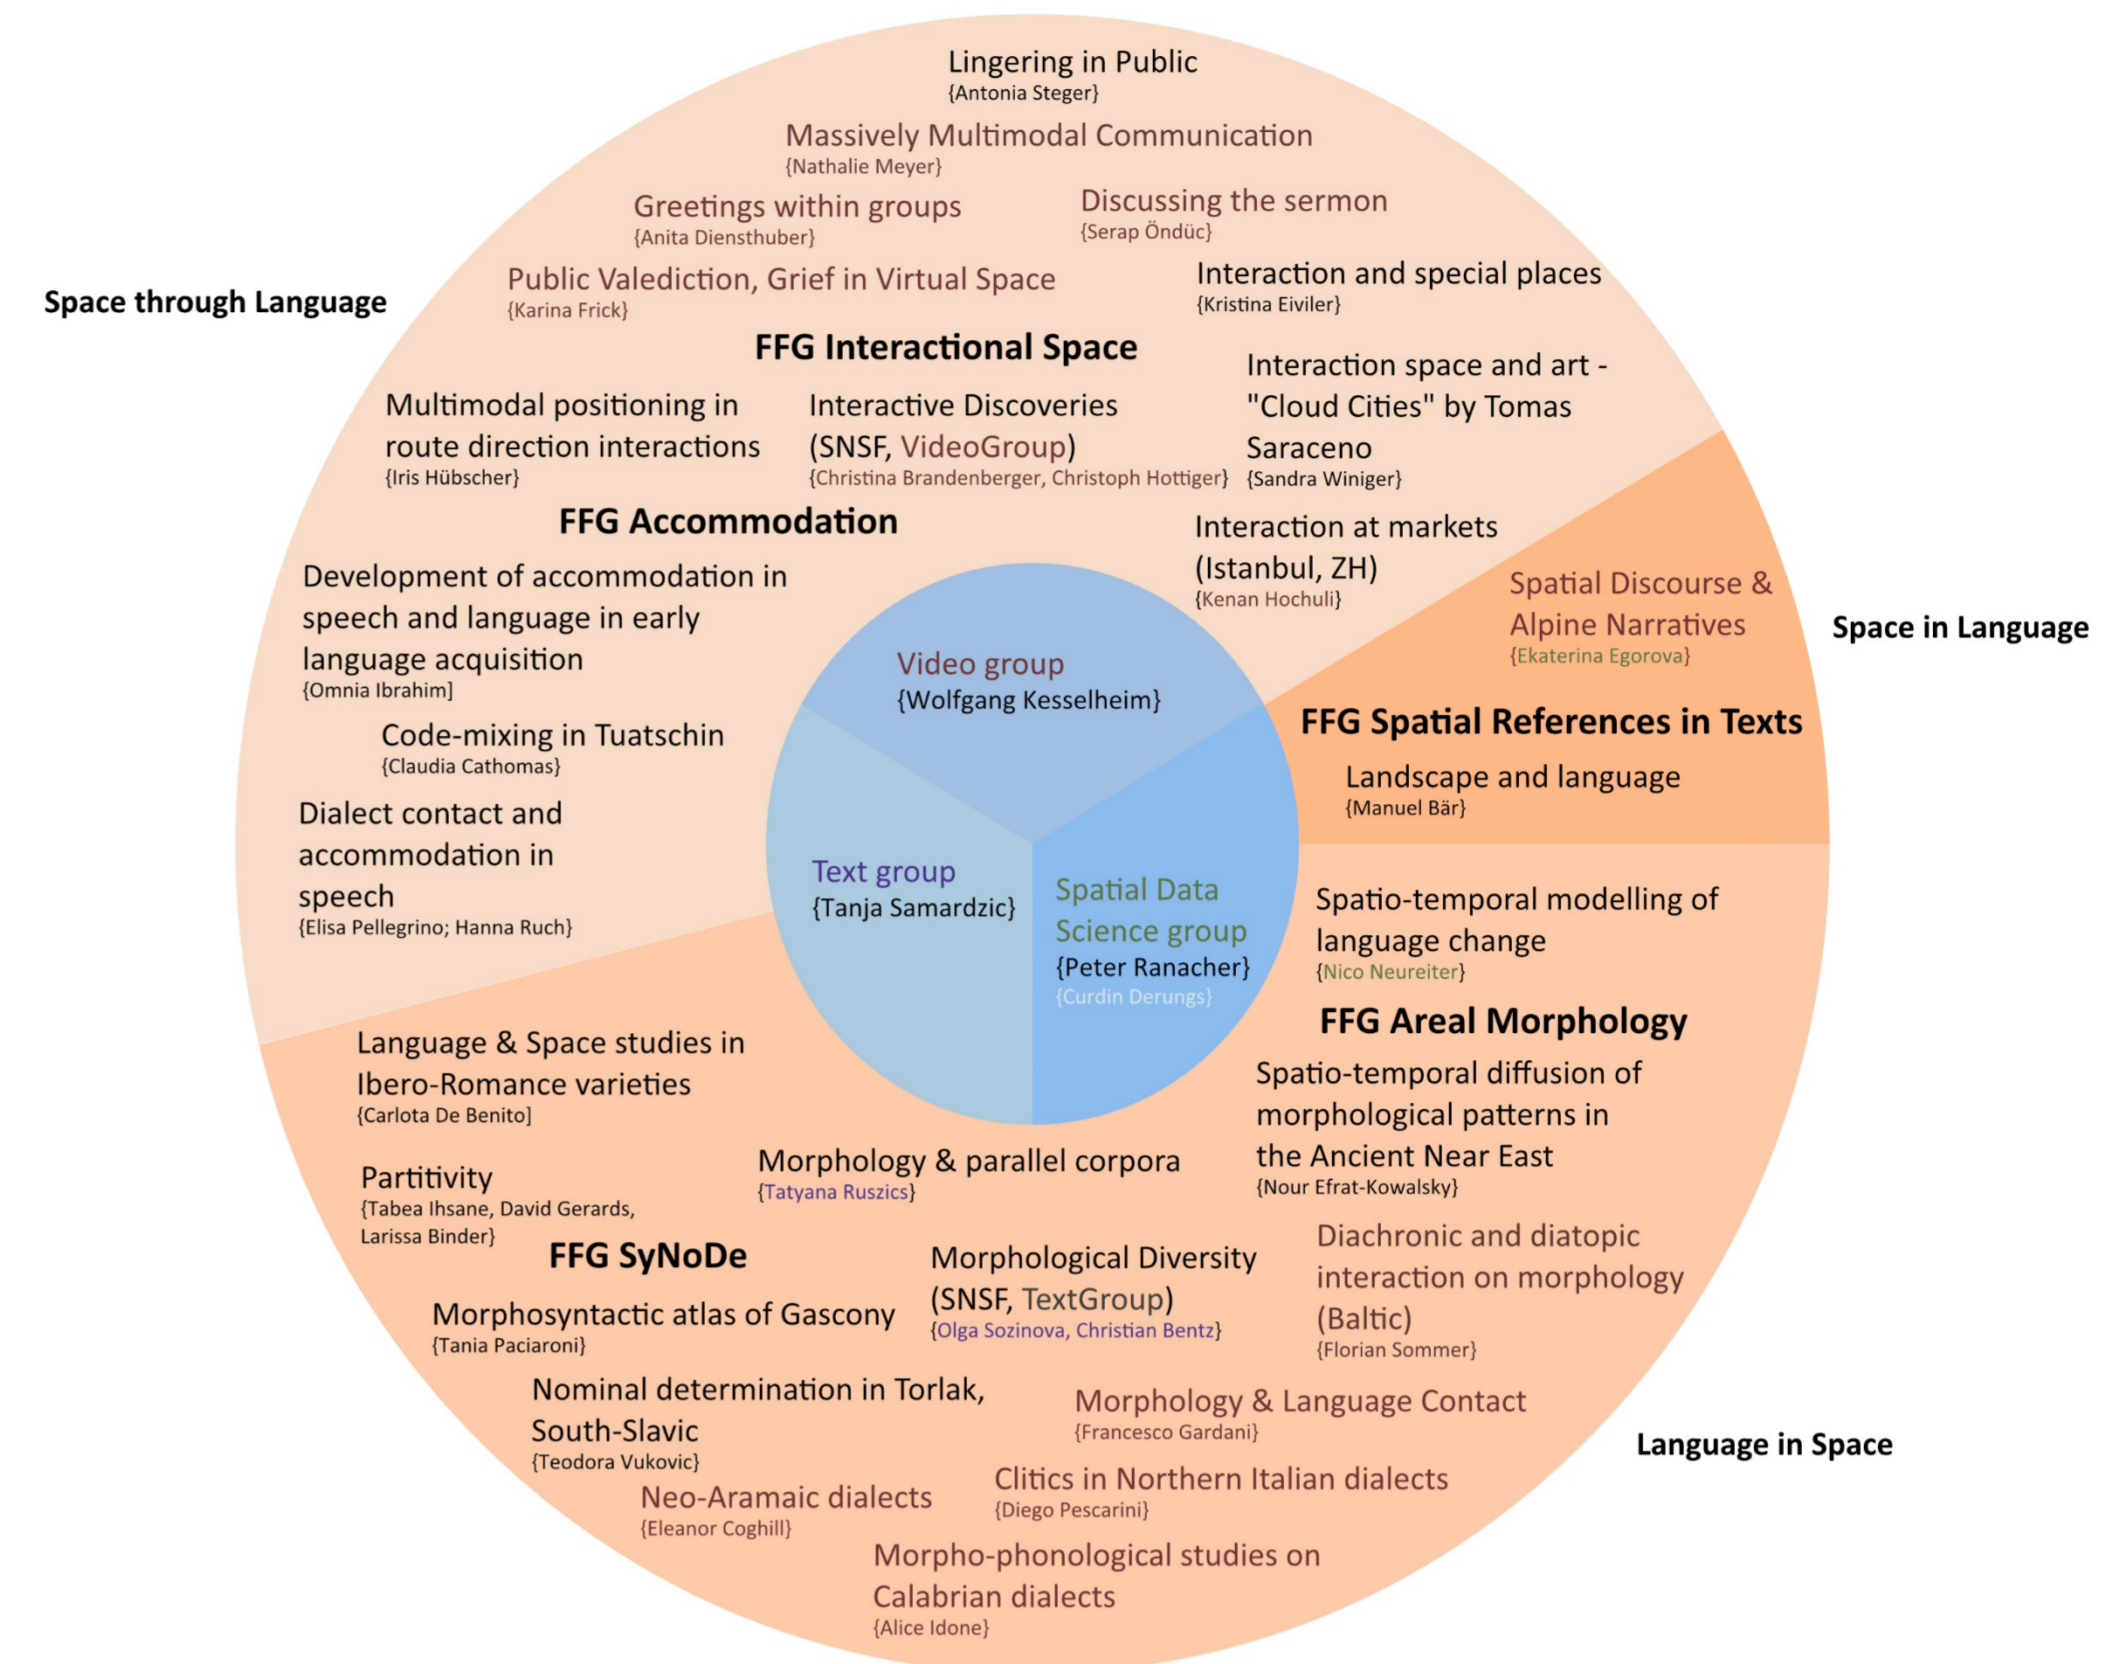 Lingering in Public
{Antonia Steger}
Massively Multimodal Communication
{Nathalie Meyer}
Greetings within groups
{Anita Diensthuber}
Discussing the sermon
{Serap Öndüc}
Public Valediction, Grief in Virtual Space
{Karina Frick}
Interaction and special places
{Kristina Eiviler}
Space through Language
FFG Interactional Space
Multimodal positioning in
route direction interactions
{Iris Hübscher}
Interactive Discoveries
(SNSF, VideoGroup)
{Christina Brandenberger, Christoph Hottiger}
Interaction space and art -
"Cloud Cities" by Tomas
Saraceno
{Sandra Winiger}
FFG Accommodation
Interaction at markets
(Istanbul, ZH)
{Kenan Hochuli}
Development of accommodation in
speech and language in early
language acquisition
{Omnia Ibrahim]
Code-mixing in Tuatschin
{Claudia Cathomas}
Dialect contact and
accommodation in
speech
{Elisa Pellegrino; Hanna Ruch}
Video group
{Wolfgang Kesselheim}
Text group
{Tanja Samardzic}
Spatial Data
Science group
{Peter Ranacher}
{Curdin Derungs}
Spatial Discourse &
Alpine Narratives
{Ekaterina Egorova}
Space in Language
FFG Spatial References in Texts
Landscape and language
{Manuel Bär}
Spatio-temporal modelling of
language change
{Nico Neureiter}
FFG Areal Morphology
Spatio-temporal diffusion of
morphological patterns in
the Ancient Near East
{Nour Efrat-Kowalsky}
Language & Space studies in
Ibero-Romance varieties
{Carlota De Benito]
Partitivity
{Tabea Ihsane, David Gerards,
Larissa Binder}
Morphology & parallel corpora
{Tatyana Ruszics}
FFG SyNoDe
Morphological Diversity
(SNSF, TextGroup)
{Olga Sozinova, Christian Bentz}
Diachronic and diatopic
interaction on morphology
(Baltic)
{Florian Sommer}
Morphosyntactic atlas of Gascony
{Tania Paciaroni}
Nominal determination in Torlak,
South-Slavic
{Teodora Vukovic}
Morphology & Language Contact
{Francesco Gardani}
Language in Space
Neo-Aramaic dialects
{Eleanor Coghill}
Clitics in Northern Italian dialects
{Diego Pescarini}
Morpho-phonological studies on
Calabrian dialects
{Alice Idone}